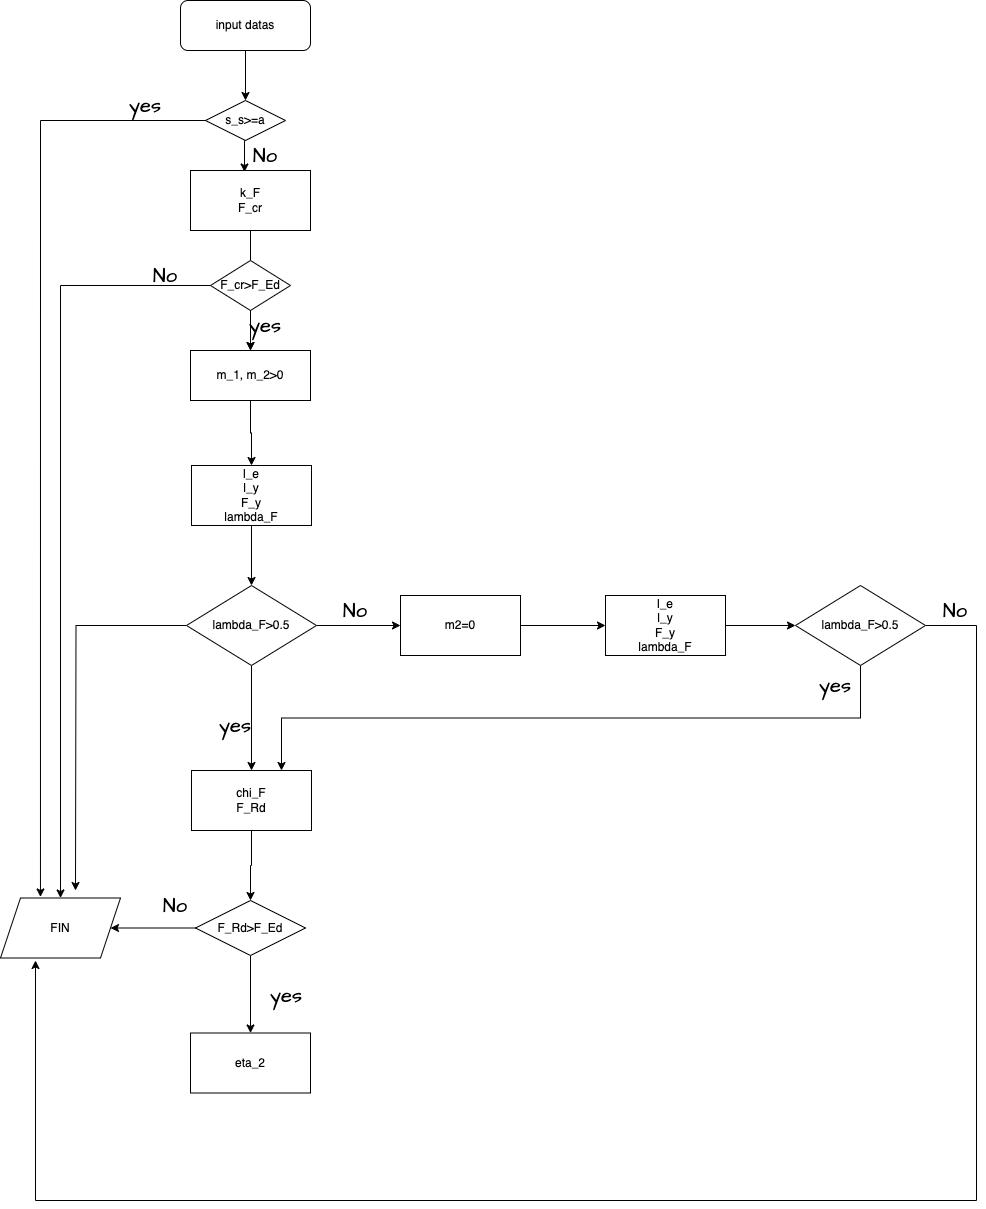 input datas
yes
s_s>=a
No
k_F
F_cr
No
F_cr>F_Ed
yes
m_1, m_2>0
l_e
l_y
F_y
lambda_F
lambda_F>0.5
No
m2=0
l_e
l_y
F_y
lambda_F
lambda_F>0.5
No
yes
yes
chi_F
F_Rd
No
FIN
F_Rd>F_Ed
yes
eta_2